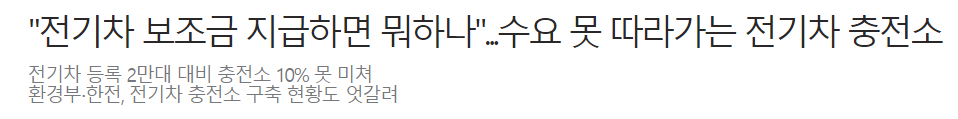 "전기차 보조금 지급하면 뭐하나"...수요 못 따라가는 전기차 충전소
전기차 등록 2만대 대비 충전소 10% 못 미쳐
환경부·한전, 전기차 충전소 구축 현황도 엇갈려